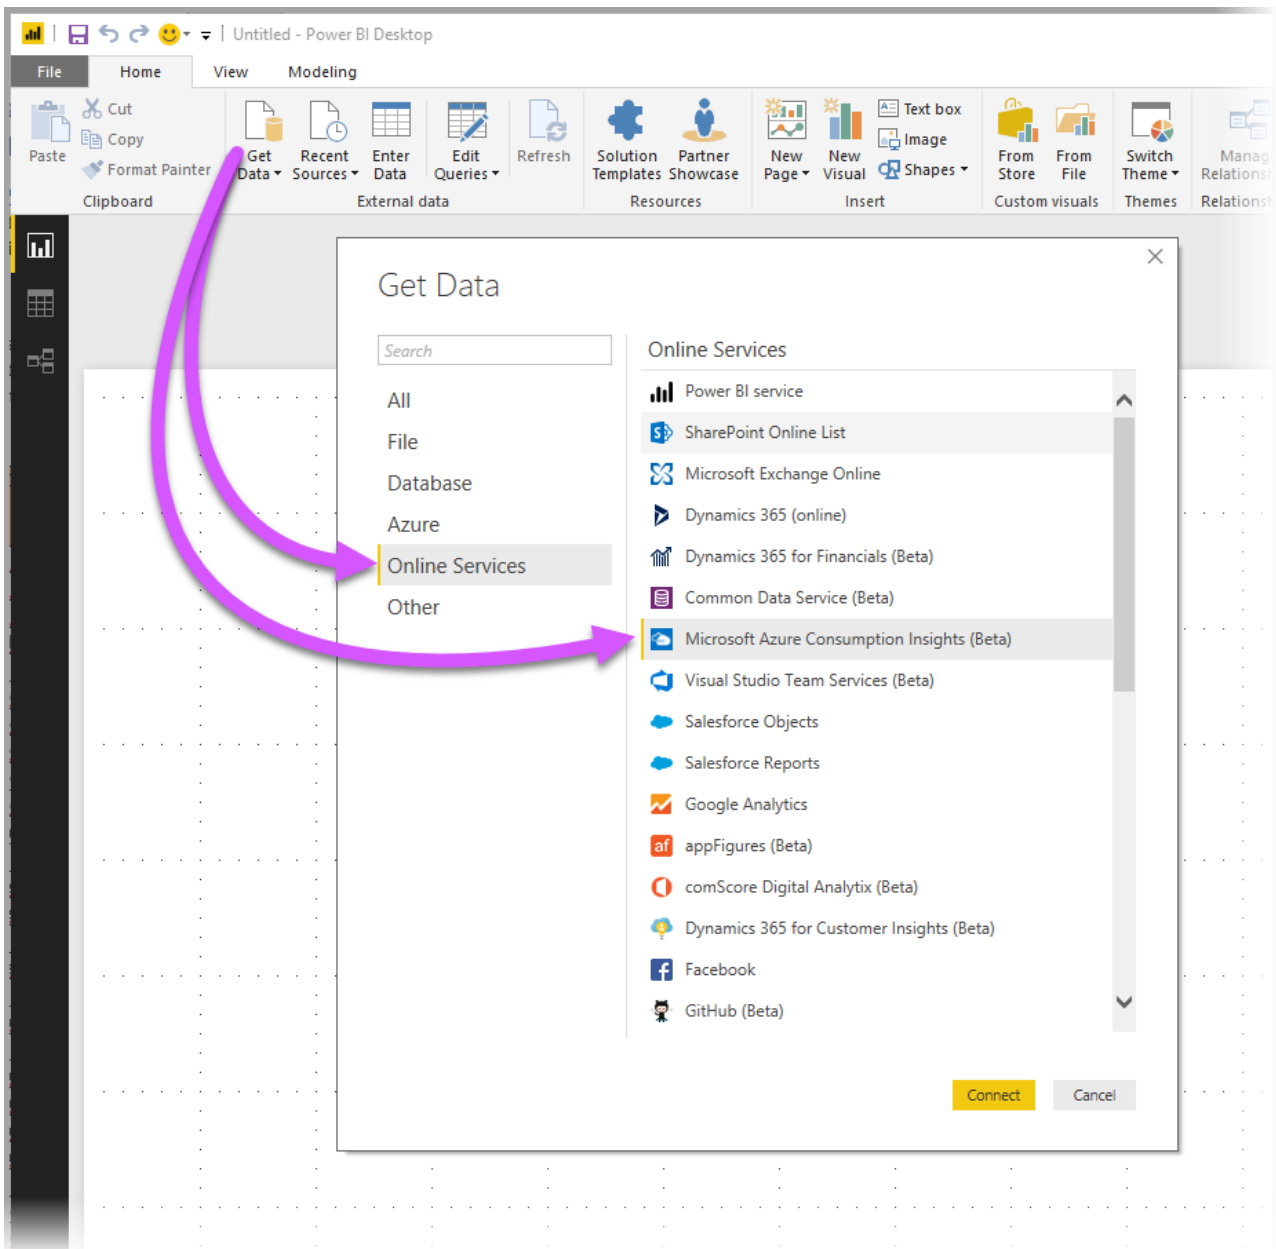 Untitled - Power BI Desktop
File Home View Modeling
Cut
Copy
Format Painter
Paste
Clipboard
Get Data
Recent Sources
Enter Data
Edit Queries
Refresh
External data
Solution Templates
Partner Showcase
Resources
New Page
New Visual
Text box
Image
Shapes
Insert
From Store
From File
Custom visuals
Switch Theme
Themes
Get Data
Search
All
File
Database
Azure
Online Services
Other
Online Services
Power BI service
SharePoint Online List
Microsoft Exchange Online
Dynamics 365 (online)
Dynamics 365 for Financials (Beta)
Common Data Service (Beta)
Microsoft Azure Consumption Insights (Beta)
Visual Studio Team Services (Beta)
Salesforce Objects
Salesforce Reports
Google Analytics
af appFigures (Beta)
comScore Digital Analytix (Beta)
Dynamics 365 for Customer Insights (Beta)
Facebook
GitHub (Beta)
Connect Cancel